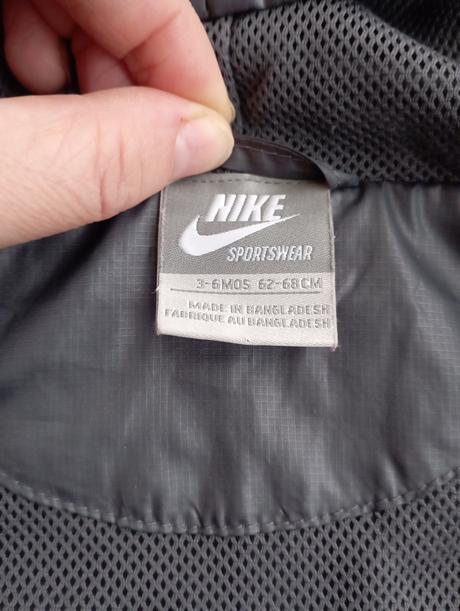 NIKE
SPORTSWEAR
3-6MOS 62-68CM
MADE IN BANGLADESH
FABRIQUE AU BANGLADESH